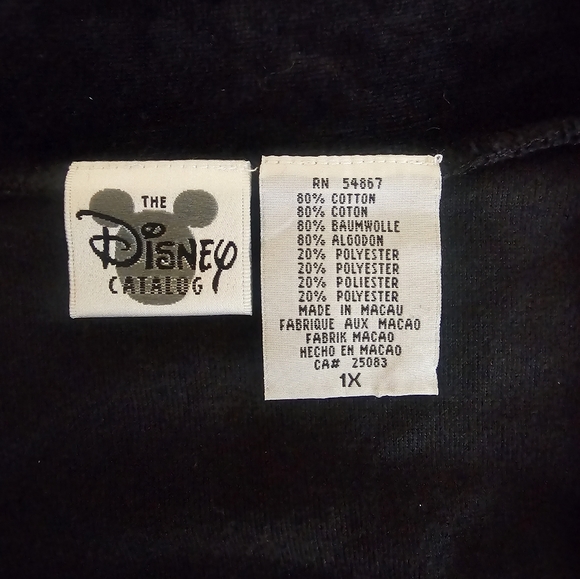 THE
Disney
CATALOG
RN 54867
80% COTTON
80% COTON
80% BAUMWOLLE
80% ALGODON
20% POLYESTER
20% POLYESTER
20% POLIESTER
20% POLYESTER
MADE IN MACAU
FABRIQUE AUX MACAO
FABRIK MACAO
HECHO EN MACAO
CA# 25083
1X